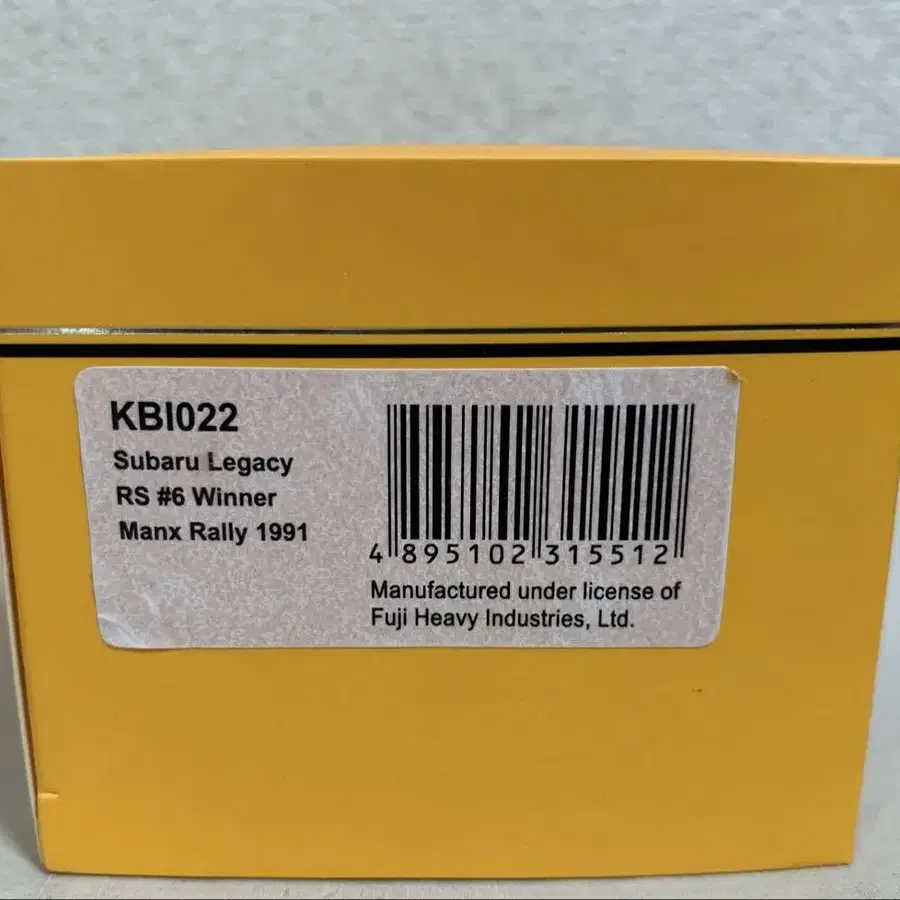 KBI022
Subaru Legacy
RS #6 Winner
Manx Rally 1991
4 895102 315512
Manufactured under license of
Fuji Heavy Industries, Ltd.